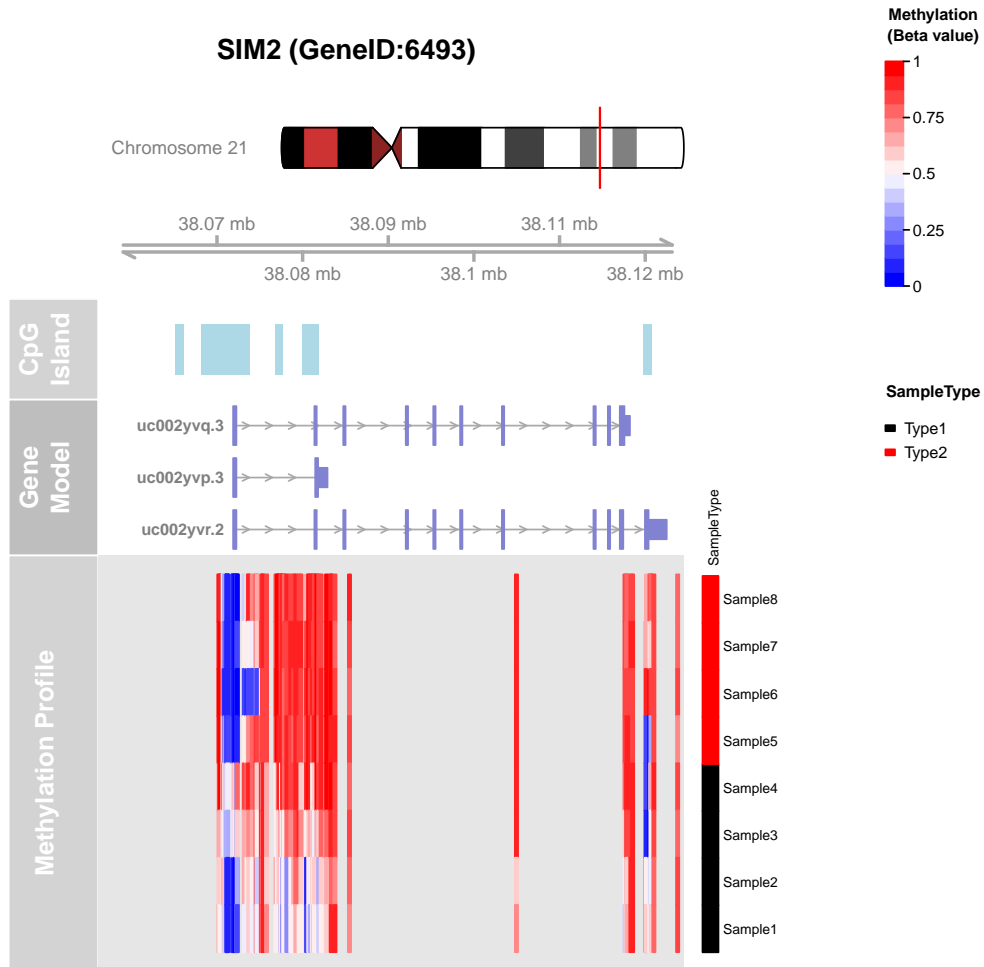 SIM2 (GeneID:6493)
Methylation
(Beta value)
1
0.75
0.5
0.25
0
Chromosome 21
38.07 mb
38.09 mb
38.11 mb
38.08 mb
38.1 mb
38.12 mb
CpG
Island
SampleType
Type1
Type2
Gene
Model
uc002yvq.3
uc002yvp.3
uc002yvr.2
SampleType
Methylation Profile
Sample8
Sample7
Sample6
Sample5
Sample4
Sample3
Sample2
Sample1